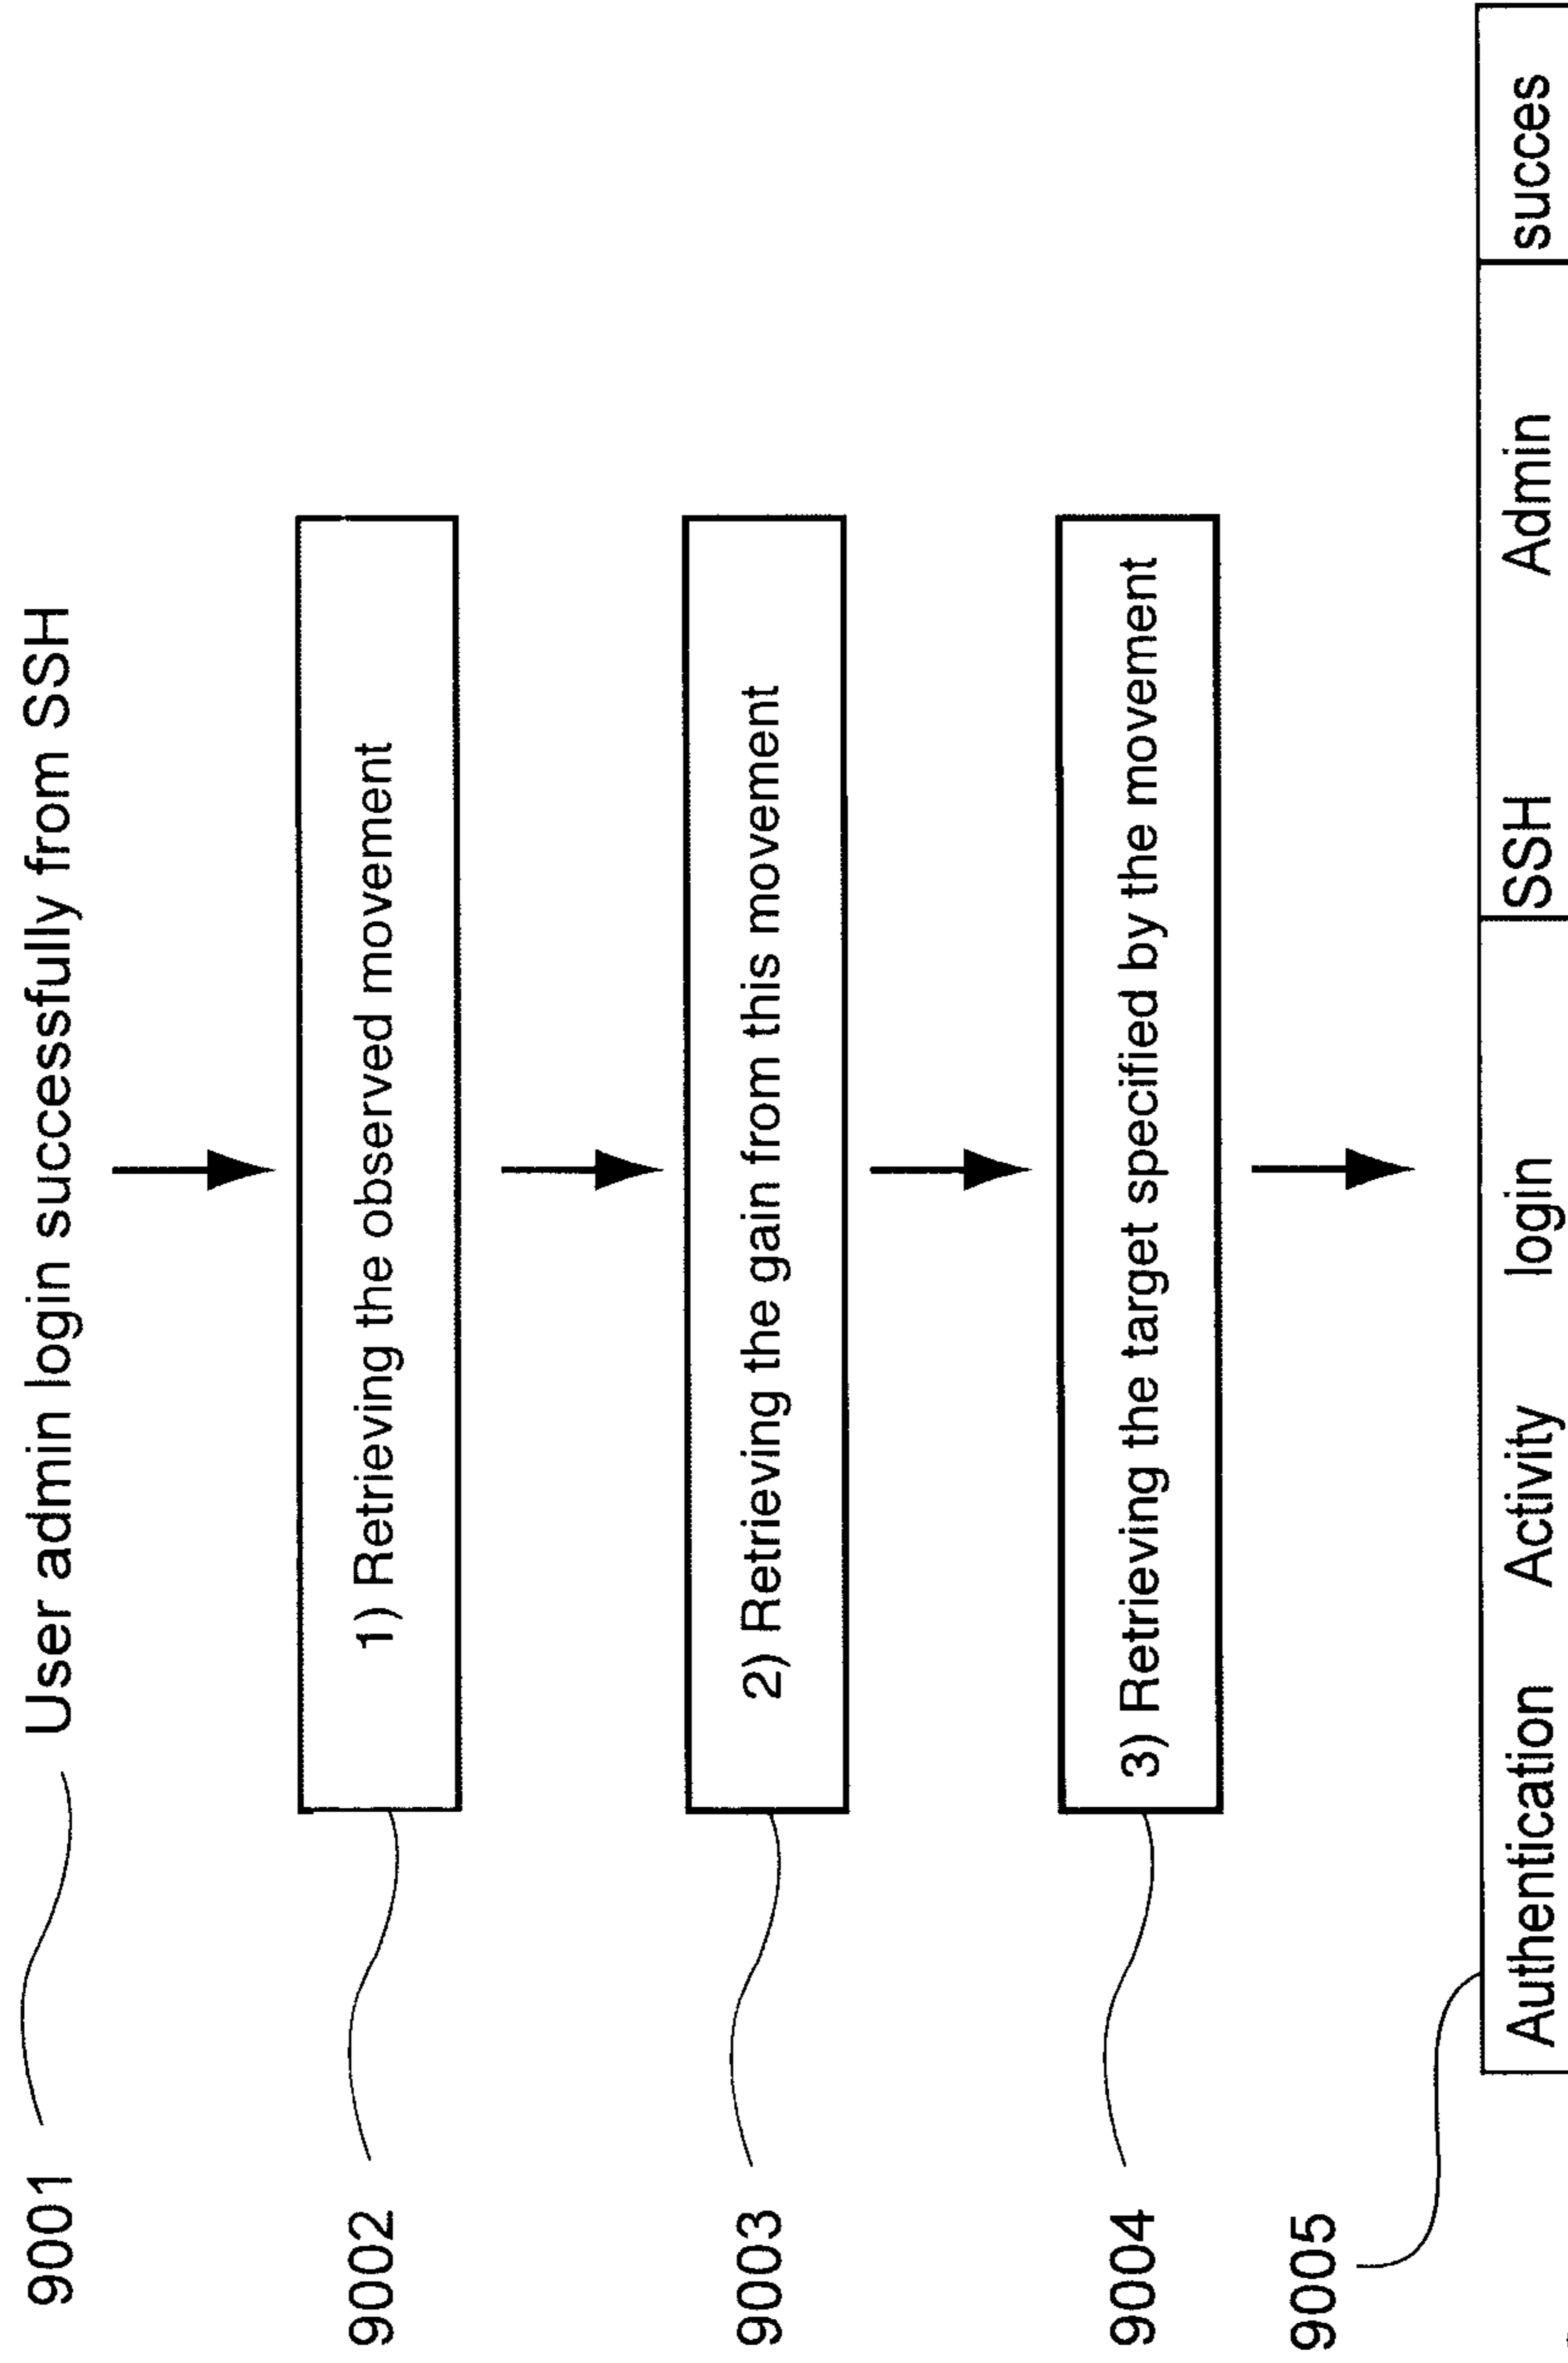 9001 User admin login successfully from SSH
9002 1) Retrieving the observed movement
9003 2) Retrieving the gain from this movement
9004 3) Retrieving the target specified by the movement
9005
Authentication Activity login SSH Admin succes